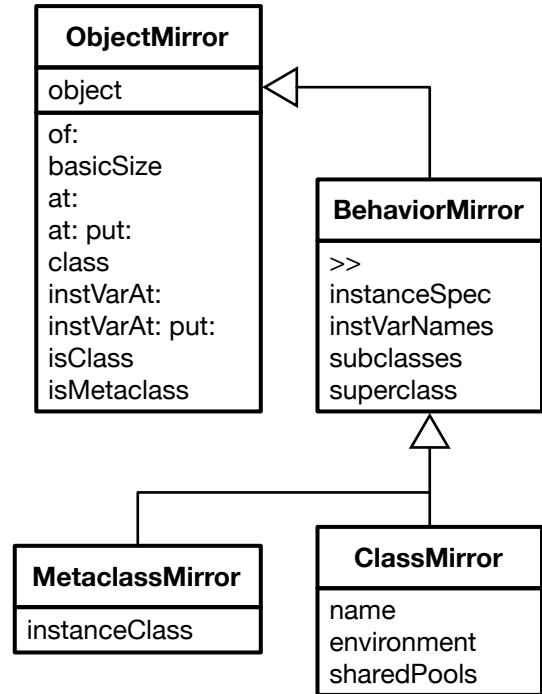 ObjectMirror
object
of:
basicSize
at:
at: put:
class
instVarAt:
instVarAt: put:
isClass
isMetaclass
BehaviorMirror
>>
instanceSpec
instVarNames
subclasses
superclass
MetaclassMirror
instanceClass
ClassMirror
name
environment
sharedPools